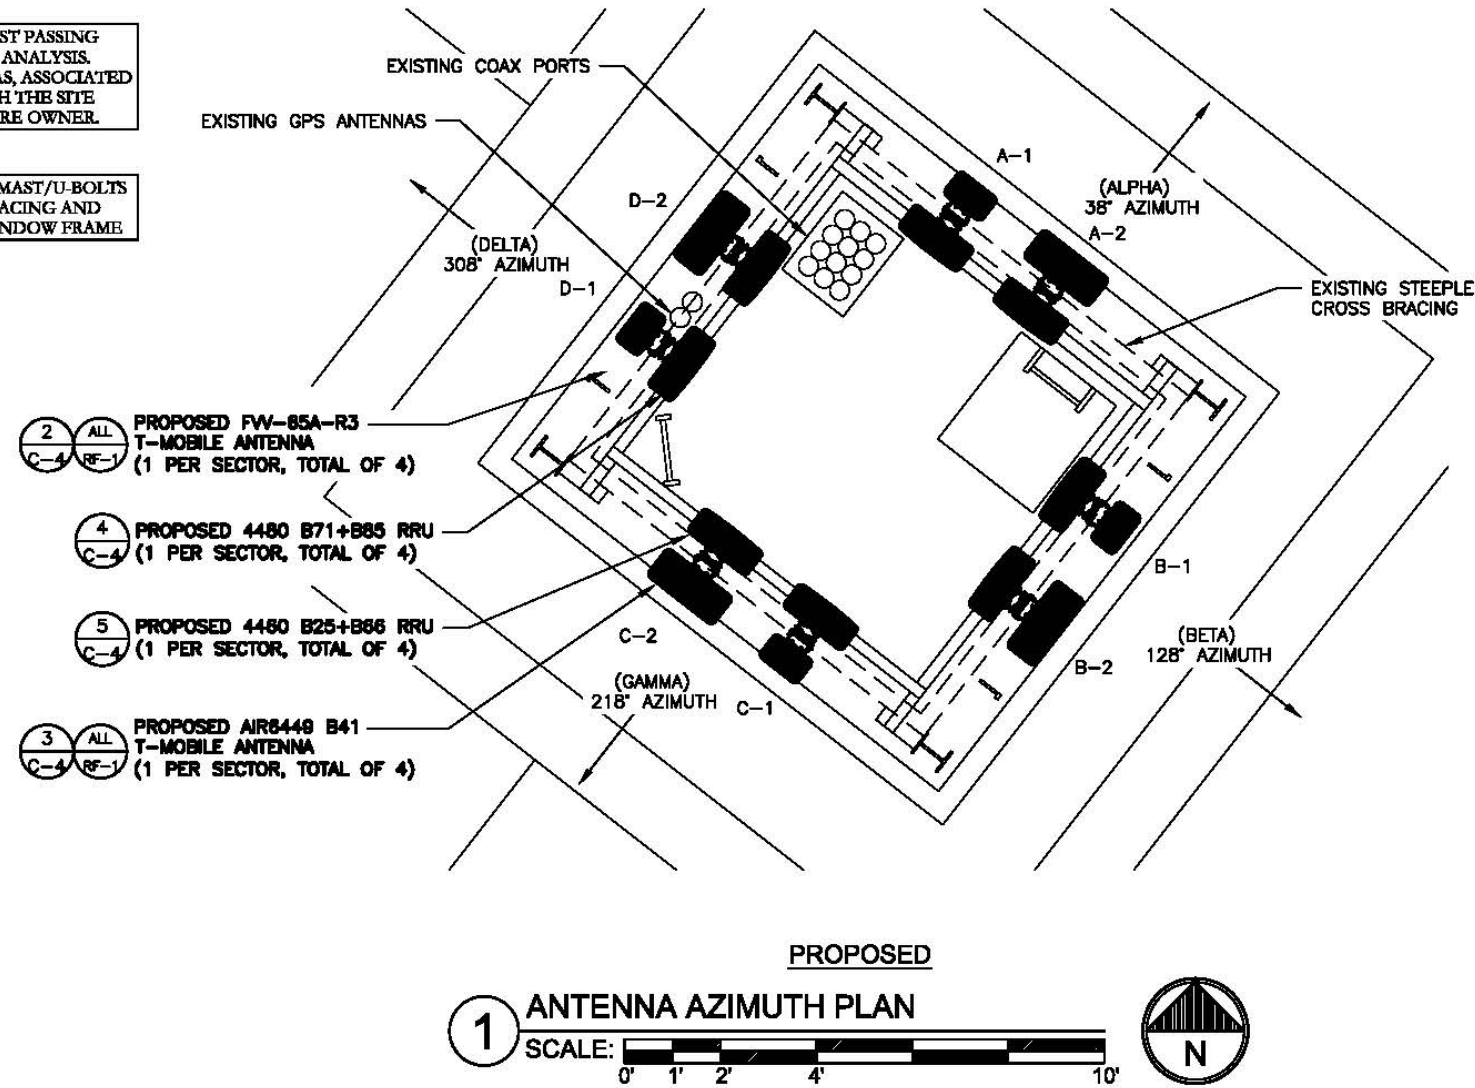 ST PASSING
ANALYSIS.
AS, ASSOCIATED
H THE SITE
RE OWNER.
MAST/U-BOLTS
ACING AND
NDOW FRAME
EXISTING COAX PORTS
EXISTING GPS ANTENNAS
D-2
(DELTA)
308° AZIMUTH
D-1
A-1
(ALPHA)
38° AZIMUTH
A-2
EXISTING STEEPLE
CROSS BRACING
2
C-4
ALL
RF-1
PROPOSED FVV-65A-R3
T-MOBILE ANTENNA
(1 PER SECTOR, TOTAL OF 4)
4
C-4
PROPOSED 4480 B71+B85 RRU
(1 PER SECTOR, TOTAL OF 4)
5
C-4
PROPOSED 4460 B25+B66 RRU
(1 PER SECTOR, TOTAL OF 4)
3
C-4
ALL
RF-1
PROPOSED AIR6449 B41
T-MOBILE ANTENNA
(1 PER SECTOR, TOTAL OF 4)
C-2
(GAMMA)
218° AZIMUTH
C-1
B-1
(BETA)
128° AZIMUTH
B-2
PROPOSED
1
ANTENNA AZIMUTH PLAN
SCALE:
0' 1' 2' 4' 10'
N